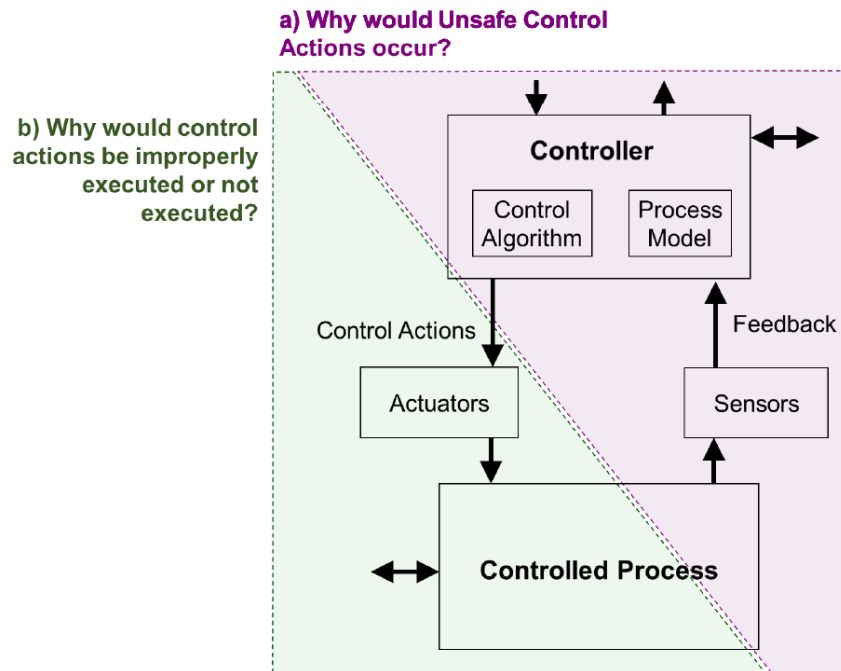 a) Why would Unsafe Control
Actions occur?
b) Why would control
actions be improperly
executed or not
executed?
Controller
Control
Algorithm
Process
Model
Control Actions
Feedback
Actuators
Sensors
Controlled Process